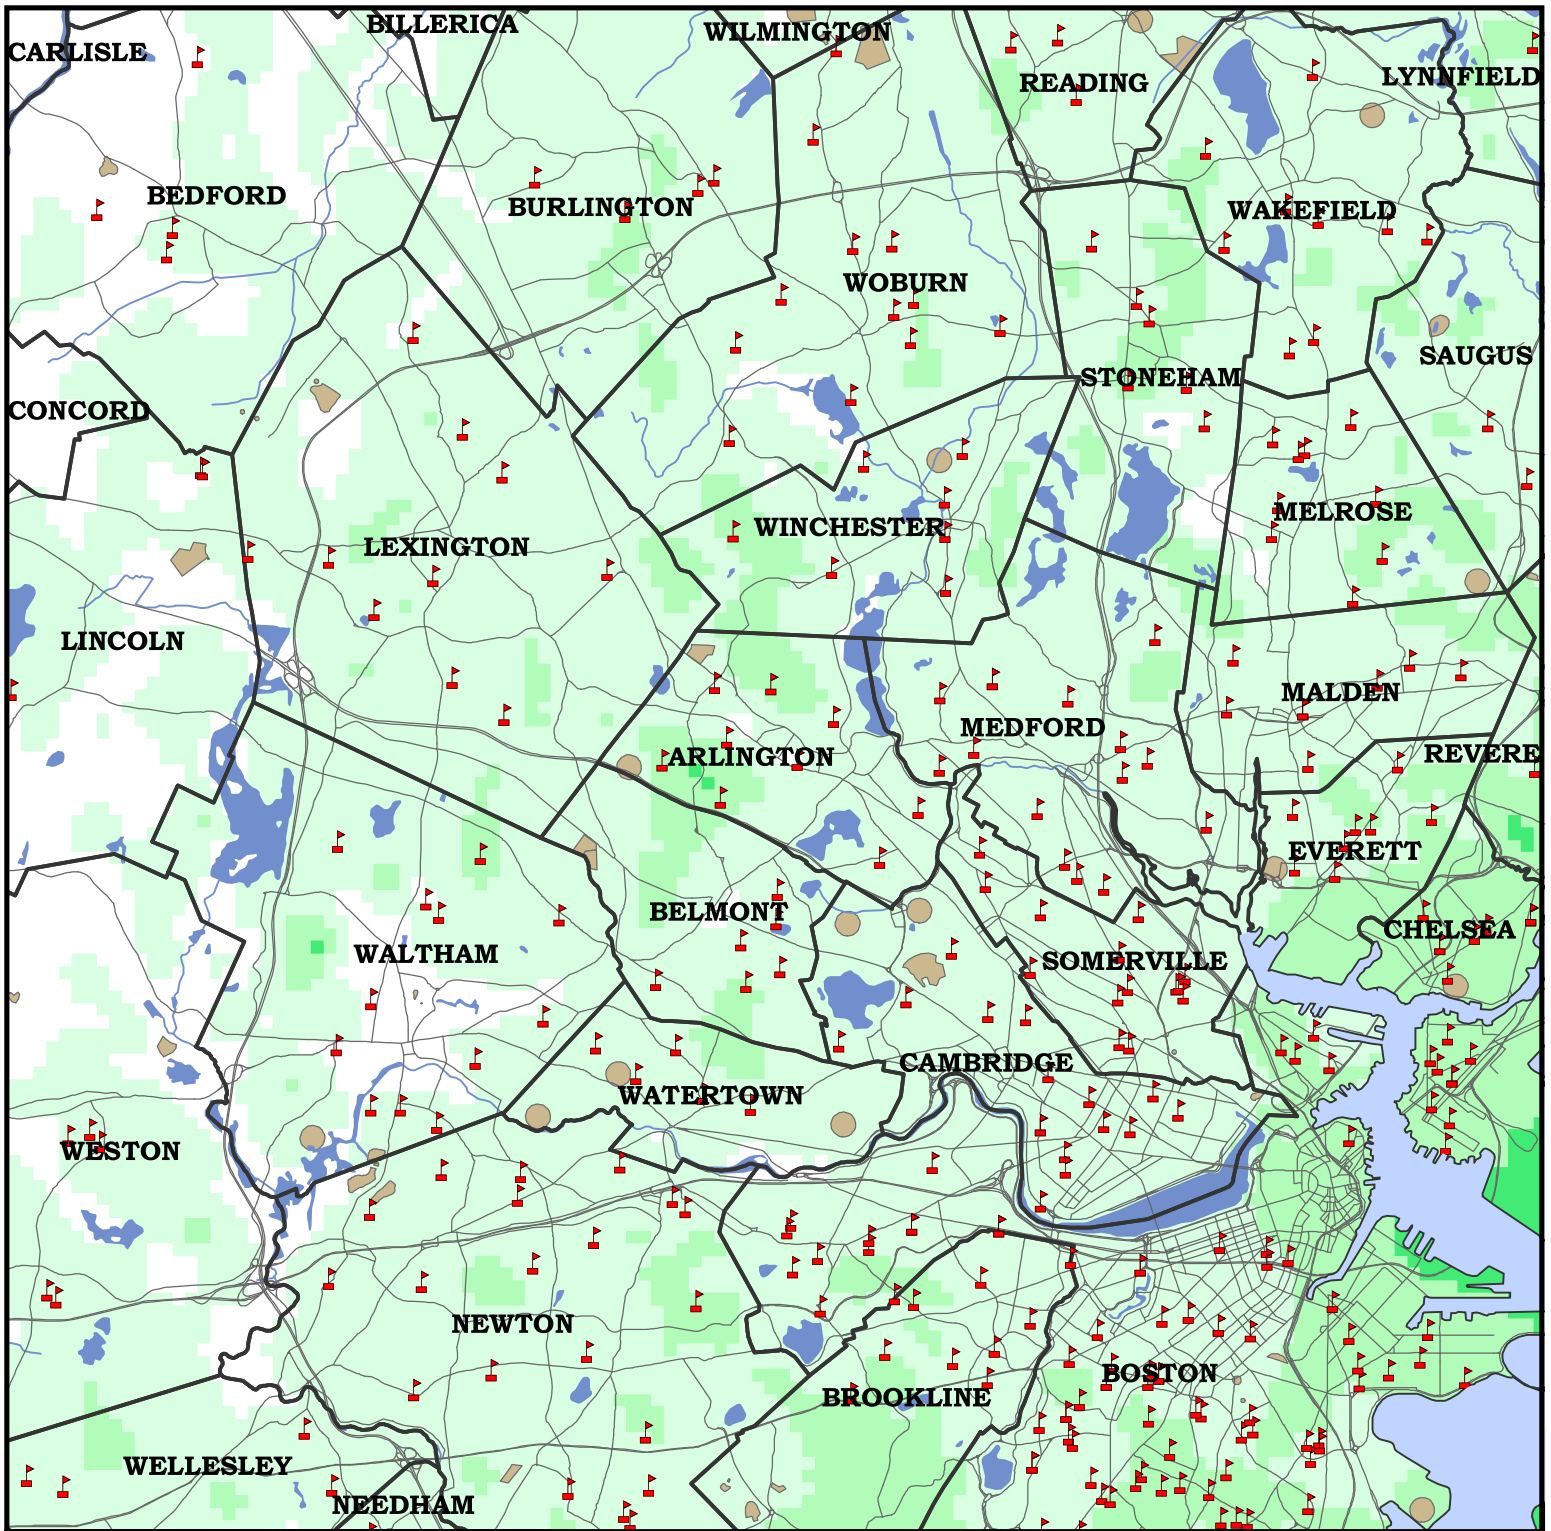 BILLERICA
WILMINGTON
CARLISLE
READING
LYNNFIELD
BEDFORD
BURLINGTON
WAKEFIELD
WOBURN
SAUGUS
STONEHAM
CONCORD
MELROSE
WINCHESTER
LEXINGTON
LINCOLN
MALDEN
MEDFORD
ARLINGTON
REVERE
EVERETT
BELMONT
CHELSEA
WALTHAM
SOMERVILLE
CAMBRIDGE
WATERTOWN
WESTON
NEWTON
BOSTON
BROOKLINE
WELLESLEY
NEEDHAM